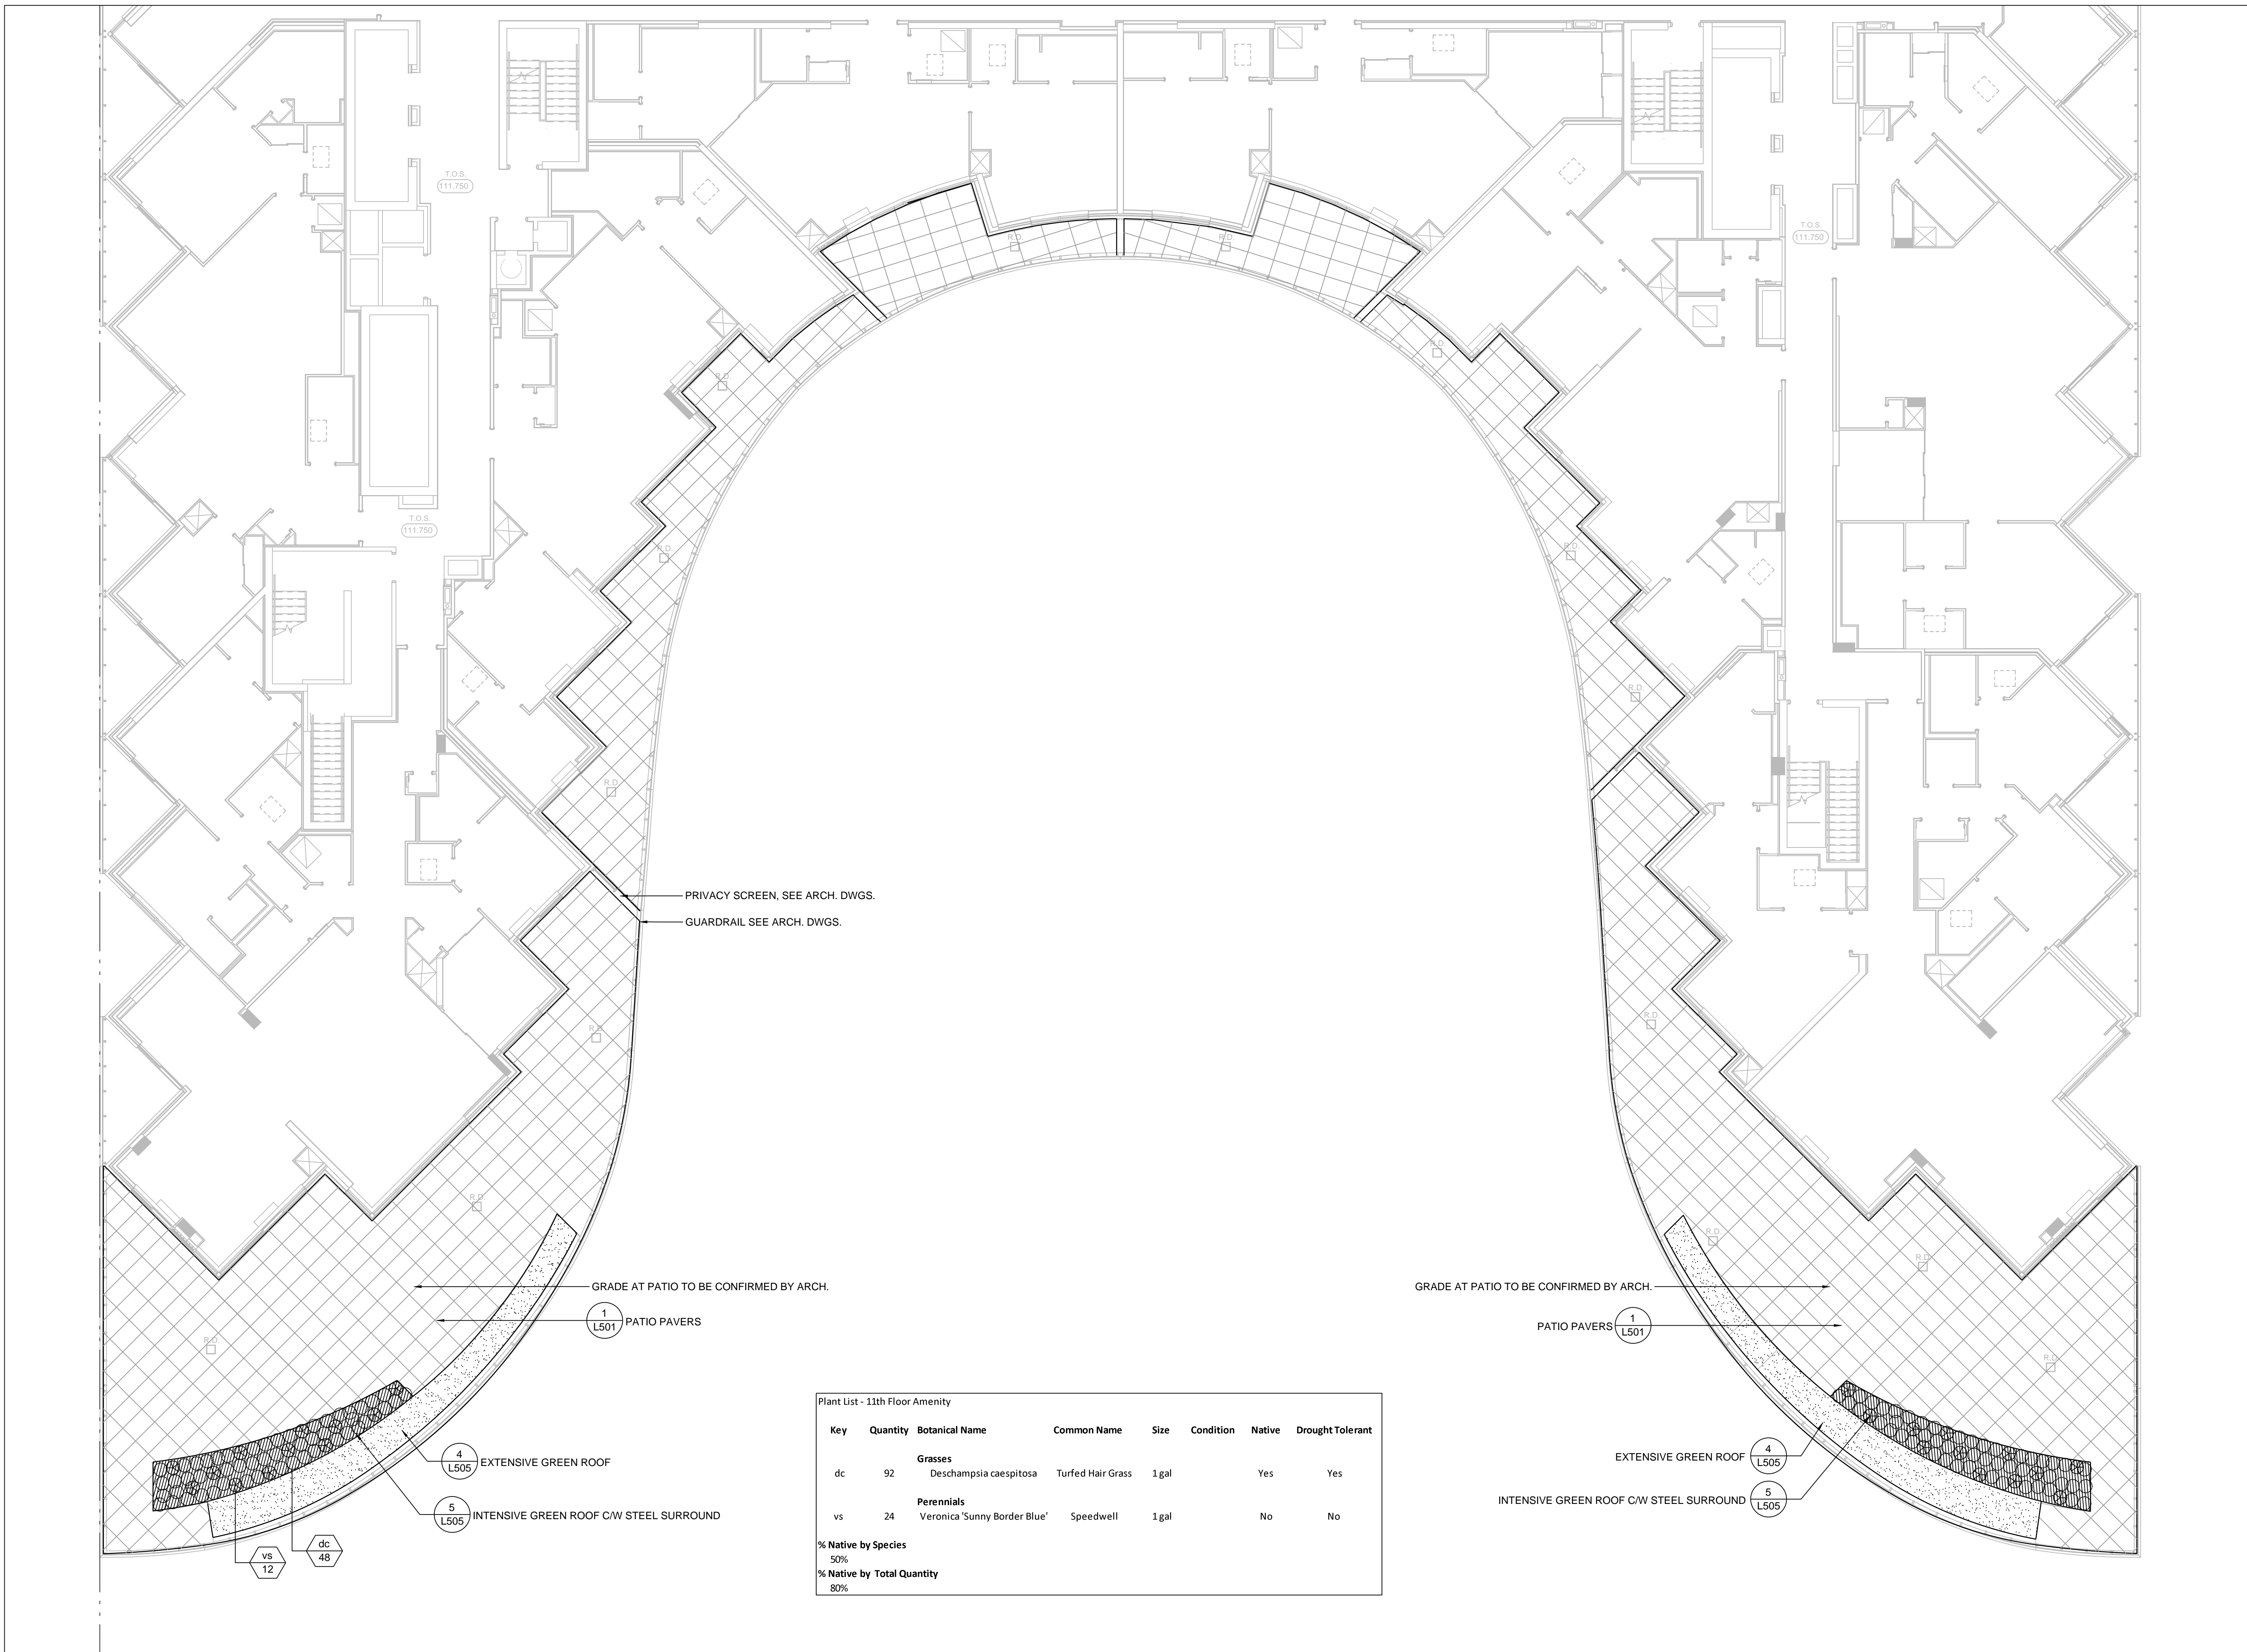 T.O.S.
111.750
T.O.S.
111.750
R.D.
R.D.
R.D.
R.D.
T.O.S.
111.750
R.D.
R.D.
R.D.
R.D.
PRIVACY SCREEN, SEE ARCH. DWGS.
GUARDRAIL SEE ARCH. DWGS.
R.D.
R.D.
R.D.
R.D.
R.D.
GRADE AT PATIO TO BE CONFIRMED BY ARCH.
GRADE AT PATIO TO BE CONFIRMED BY ARCH.
1
L501
PATIO PAVERS
PATIO PAVERS
1
L501
R.D.
R.D.
4
L505
EXTENSIVE GREEN ROOF
EXTENSIVE GREEN ROOF
4
L505
5
L505
INTENSIVE GREEN ROOF C/W STEEL SURROUND
INTENSIVE GREEN ROOF C/W STEEL SURROUND
5
L505
vs
12
dc
48
Plant List - 11th Floor Amenity
Key Quantity Botanical Name Common Name Size Condition Native Drought Tolerant
Grasses
dc 92 Deschampsia caespitosa Turfed Hair Grass 1 gal Yes Yes
Perennials
vs 24 Veronica 'Sunny Border Blue' Speedwell 1 gal No No
% Native by Species
50%
% Native by Total Quantity
80%